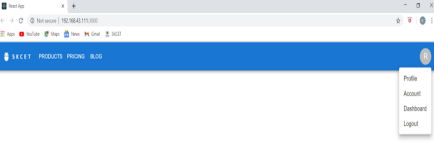 React App
Not secure | 192.168.43.111:3000
Apps YouTube Maps News Gmail SKCET
SKCET PRODUCTS PRICING BLOG R
Profile
Account
Dashboard
Logout